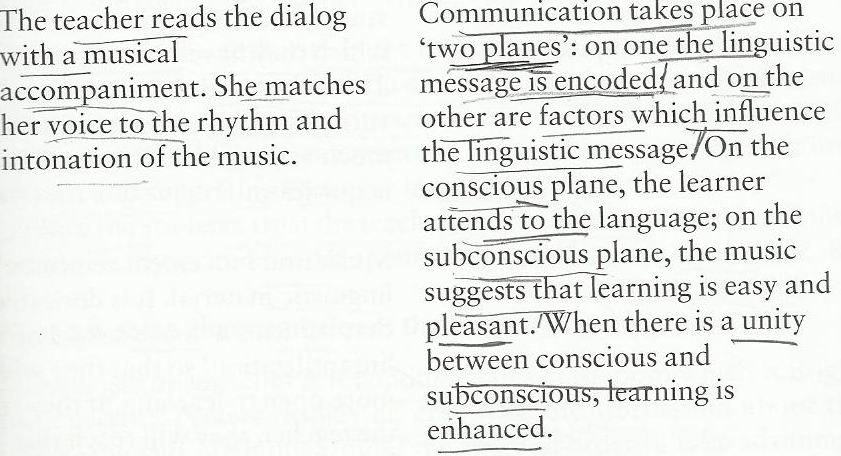 The teacher reads the dialog
with a musical
accompaniment. She matches
her voice to the rhythm and
intonation of the music.
Communication takes place on
‘two planes’: on one the linguistic
message is encoded; and on the
other are factors which influence
the linguistic message. On the
conscious plane, the learner
attends to the language; on the
subconscious plane, the music
suggests that learning is easy and
pleasant. When there is a unity
between conscious and
subconscious, learning is
enhanced.